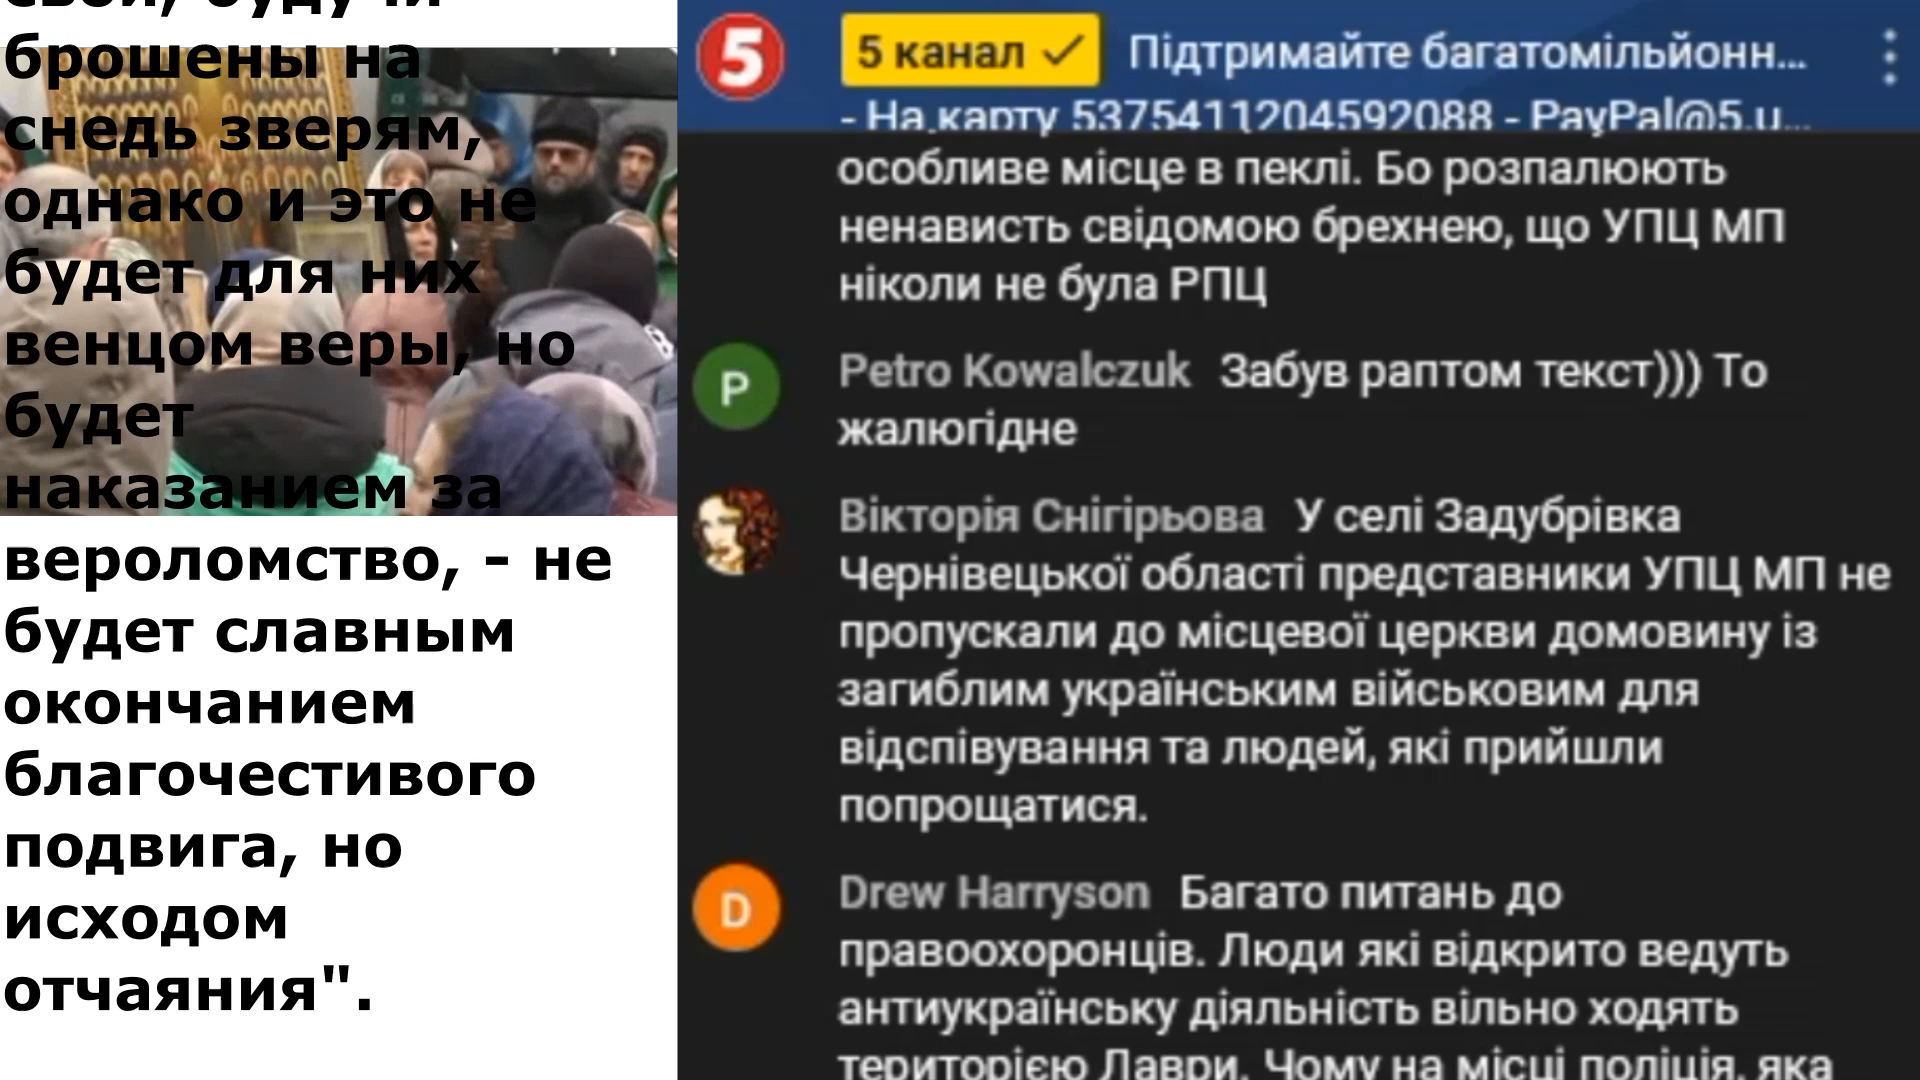 брошены на
снедь зверям,
однако и это не
будет для них
венцом веры, но
будет
наказанием за
вероломство, - не
будет славным
окончанием
благочестивого
подвига, но
исходом
отчаяния".
5
5 канал Підтримайте багатомільйонн...
- На карту 5375411204592088 - PayPal@5.u...
особливе місце в пеклі. Бо розпалюють
ненависть свідомою брехнею, що УПЦ МП
ніколи не була РПЦ
P
Petro Kowalczuk Забув раптом текст))) То
жалюгідне
Вікторія Снігірьова У селі Задубрівка
Чернівецької області представники УПЦ МП не
пропускали до місцевої церкви домовину із
загиблим українським військовим для
відспівування та людей, які прийшли
попрощатися.
D
Drew Harryson Багато питань до
правоохоронців. Люди які відкрито ведуть
антиукраїнську діяльність вільно ходять
територією Лаври. Чому на місці поліція, яка